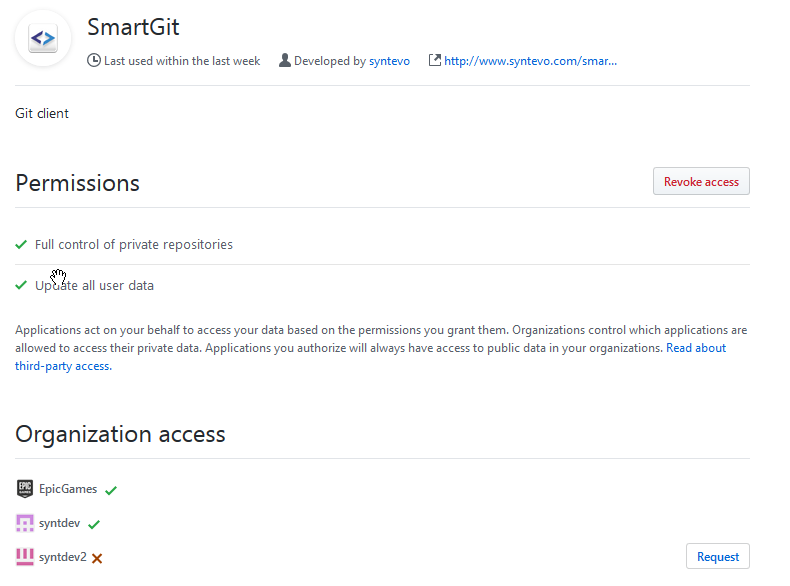 SmartGit
Last used within the last week Developed by syntevo http://www.syntevo.com/smar...
Git client
Permissions Revoke access
Full control of private repositories
Update all user data
Applications act on your behalf to access your data based on the permissions you grant them. Organizations control which applications are
allowed to access their private data. Applications you authorize will always have access to public data in your organizations. Read about
third-party access.
Organization access
EPIC GAMES EpicGames
syntdev
syntdev2 Request